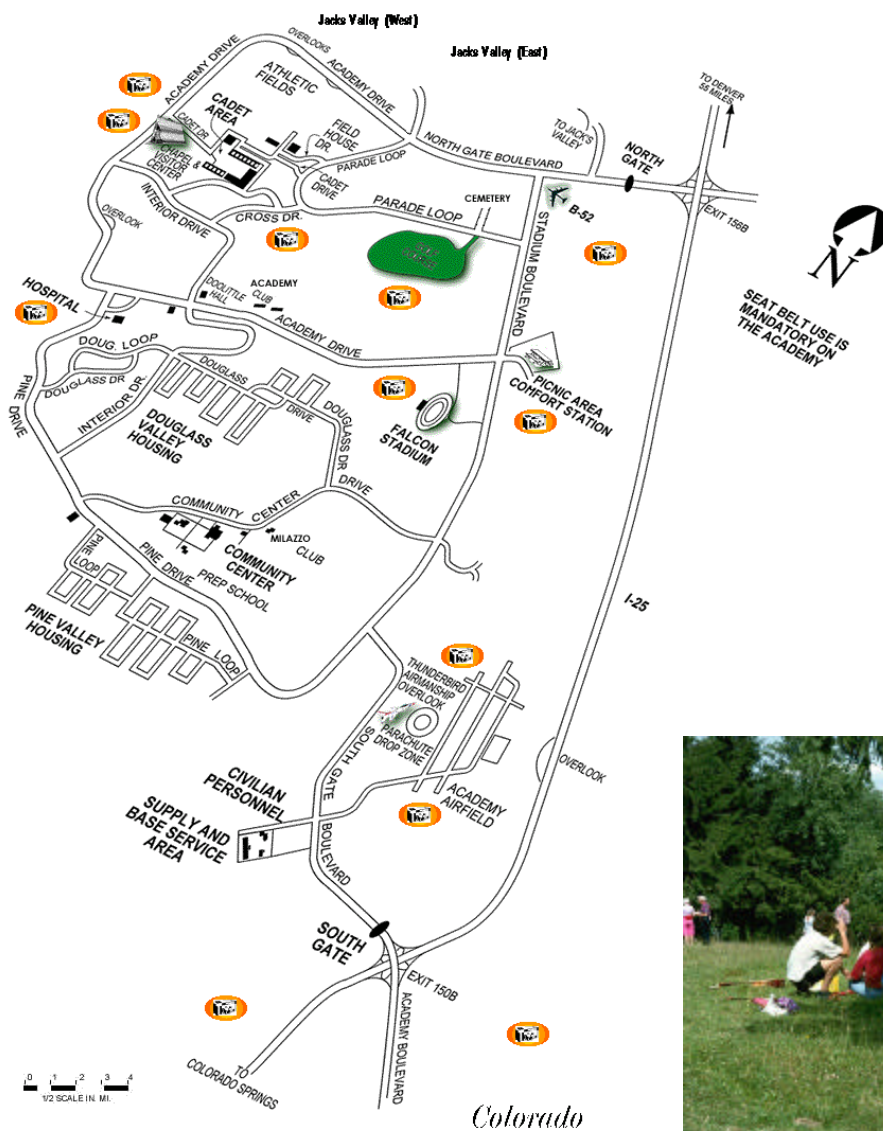 Jacks Valley (West)
Jacks Valley (East)
OVERLOOKS
ACADEMY DRIVE
ACADEMY DRIVE
ATHLETIC
FIELDS
CADET
AREA
CADET DR.
CHAPEL
VISITOR &
CENTER
FIELD
HOUSE
DR.
PARADE LOOP
CADET DRIVE
NORTH GATE BOULEVARD
TO JACK'S
VALLEY
NORTH
GATE
TO DENVER
55 MILES
EXIT 156B
B-52
CEMETERY
PARADE LOOP
STADIUM BOULEVARD
INTERIOR DRIVE
CROSS DR.
OVERLOOK
N
SEAT BELT USE IS
MANDATORY ON
THE ACADEMY
HOSPITAL
DOOLITTLE
HALL
ACADEMY
CLUB
ACADEMY DRIVE
DOUG. LOOP
DOUGLASS DR
INTERIOR DR.
PINE DRIVE
DOUGLASS
DRIVE
DOUGLASS DR
DOUGLASS
VALLEY
HOUSING
FALCON
STADIUM
PICNIC AREA
COMFORT STATION
COMMUNITY CENTER DRIVE
MILAZZO
CLUB
COMMUNITY
CENTER
PINE DRIVE
PREP SCHOOL
PINE
LOOP
PINE LOOP
PINE VALLEY
HOUSING
I-25
THUNDERBIRD
AIRMANSHIP
OVERLOOK
PARACHUTE
DROP ZONE
SOUTH GATE
BOULEVARD
ACADEMY
AIRFIELD
OVERLOOK
CIVILIAN
PERSONNEL
SUPPLY AND
BASE SERVICE
AREA
SOUTH
GATE
EXIT 150B
ACADEMY BOULEVARD
TO
COLORADO SPRINGS
0 1 2 3 4
1/2 SCALE IN. MI.
Colorado